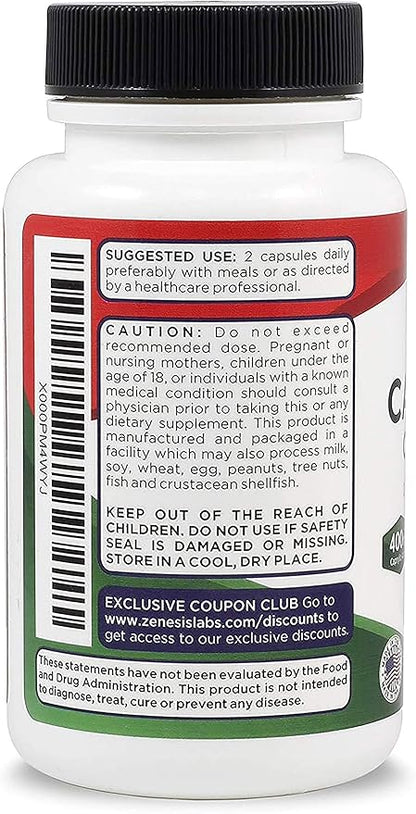 SUGGESTED USE: 2 capsules daily
preferably with meals or as directed
by a healthcare professional.
CAUTION: Do not exceed
recommended dose. Pregnant or
nursing mothers, children under the
age of 18, or individuals with a known
medical condition should consult a
physician prior to taking this or any
dietary supplement. This product is
manufactured and packaged in a
facility which may also process milk,
soy, wheat, egg, peanuts, tree nuts,
fish and crustacean shellfish.
KEEP OUT OF THE REACH OF
CHILDREN. DO NOT USE IF SAFETY
SEAL IS DAMAGED OR MISSING.
STORE IN A COOL, DRY PLACE.
EXCLUSIVE COUPON CLUB Go to
www.zenesislabs.com/discounts to
get access to our exclusive discounts.
These statements have not been evaluated by the Food
and Drug Administration. This product is not intended
to diagnose, treat, cure or prevent any disease.
X000PM4WYJ
CA
400